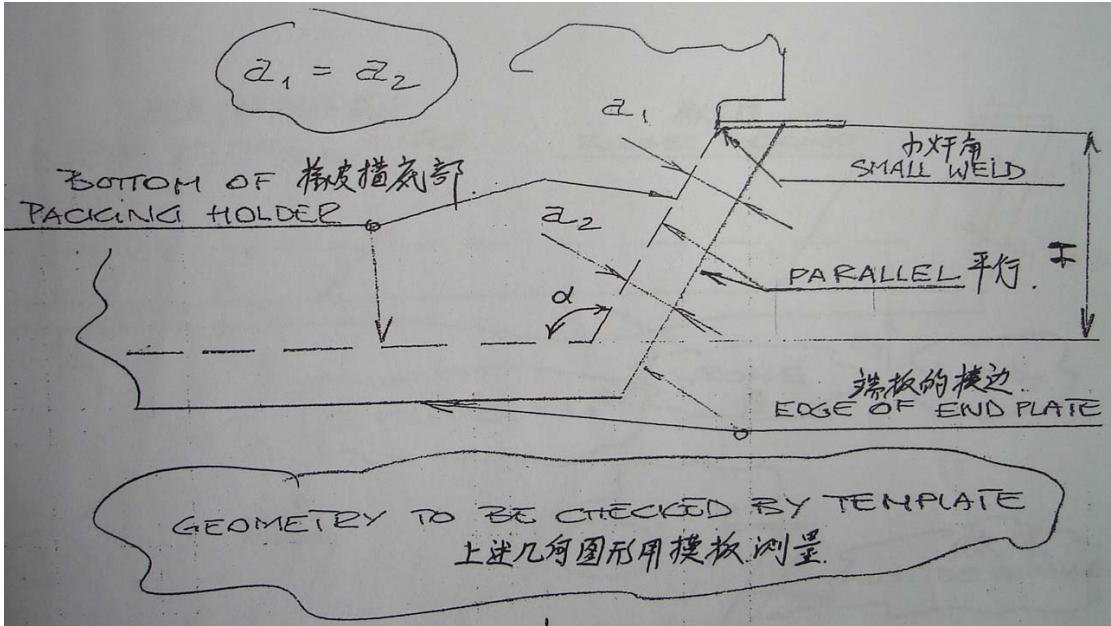 a₁ = a₂
a₁
小焊角
SMALL WELD
BOTTOM OF 橡皮槽底部
PACKING HOLDER
a₂
PARALLEL 平行.
H
α
端板的横边
EDGE OF END PLATE
GEOMETRY TO BE CHECKED BY TEMPLATE
上述几何图形用模板测量.